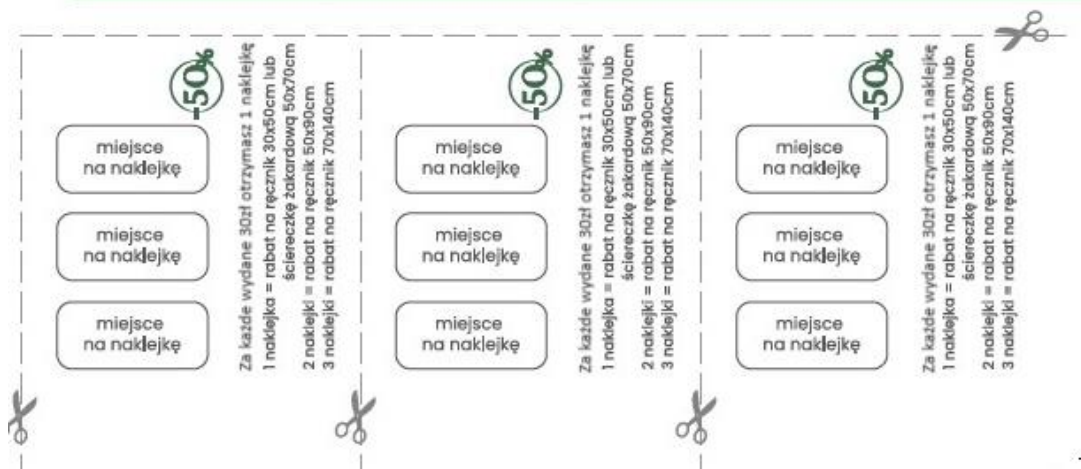 -50%
miejsce
na naklejkę
miejsce
na naklejkę
miejsce
na naklejkę
Za każde wydane 30zł otrzymasz 1 naklejkę
1 naklejka = rabat na ręcznik 30x50cm lub
ściereczkę żakardową 50x70cm
2 naklejki = rabat na ręcznik 50x90cm
3 naklejki = rabat na ręcznik 70x140cm
-50%
miejsce
na naklejkę
miejsce
na naklejkę
miejsce
na naklejkę
Za każde wydane 30zł otrzymasz 1 naklejkę
1 naklejka = rabat na ręcznik 30x50cm lub
ściereczkę żakardową 50x70cm
2 naklejki = rabat na ręcznik 50x90cm
3 naklejki = rabat na ręcznik 70x140cm
-50%
miejsce
na naklejkę
miejsce
na naklejkę
miejsce
na naklejkę
Za każde wydane 30zł otrzymasz 1 naklejkę
1 naklejka = rabat na ręcznik 30x50cm lub
ściereczkę żakardową 50x70cm
2 naklejki = rabat na ręcznik 50x90cm
3 naklejki = rabat na ręcznik 70x140cm